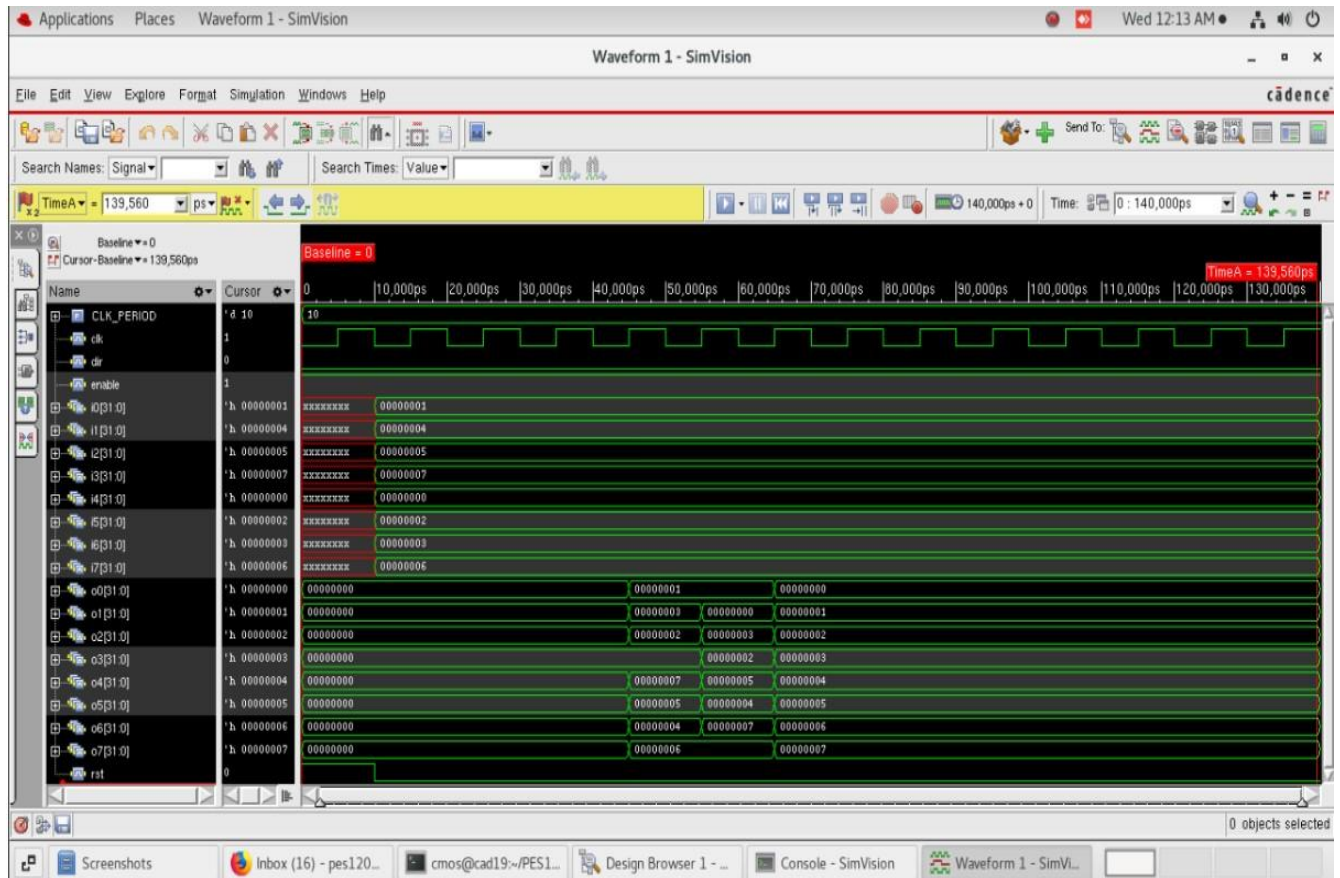 Applications Places Waveform 1 - SimVision Wed 12:13 AM
Waveform 1 - SimVision
File Edit View Explore Format Simulation Windows Help cādence
Send To:
Search Names: Signal Search Times: Value
TimeA = 139,560 ps 140,000ps + 0 Time: 0 : 140,000ps
Baseline = 0
Cursor-Baseline = 139,560ps
Baseline = 0
TimeA = 139,560ps
Name Cursor 0 10,000ps 20,000ps 30,000ps 40,000ps 50,000ps 60,000ps 70,000ps 80,000ps 90,000ps 100,000ps 110,000ps 120,000ps 130,000ps
CLK_PERIOD 'd 10 10
clk 1
dir 0
enable 1
i0[31:0] 'h 00000001 xxxxxxxx 00000001
i1[31:0] 'h 00000004 xxxxxxxx 00000004
i2[31:0] 'h 00000005 xxxxxxxx 00000005
i3[31:0] 'h 00000007 xxxxxxxx 00000007
i4[31:0] 'h 00000000 xxxxxxxx 00000000
i5[31:0] 'h 00000002 xxxxxxxx 00000002
i6[31:0] 'h 00000003 xxxxxxxx 00000003
i7[31:0] 'h 00000006 xxxxxxxx 00000006
o0[31:0] 'h 00000000 00000000 00000001 00000000
o1[31:0] 'h 00000001 00000000 00000003 00000000 00000001
o2[31:0] 'h 00000002 00000000 00000002 00000003 00000002
o3[31:0] 'h 00000003 00000000 00000002 00000003
o4[31:0] 'h 00000004 00000000 00000007 00000005 00000004
o5[31:0] 'h 00000005 00000000 00000005 00000004 00000005
o6[31:0] 'h 00000006 00000000 00000004 00000007 00000006
o7[31:0] 'h 00000007 00000000 00000006 00000007
rst 0
0 objects selected
Screenshots Inbox (16) - pes120... cmos@cad19:~/PES1... Design Browser 1 - ... Console - SimVision Waveform 1 - SimVi...